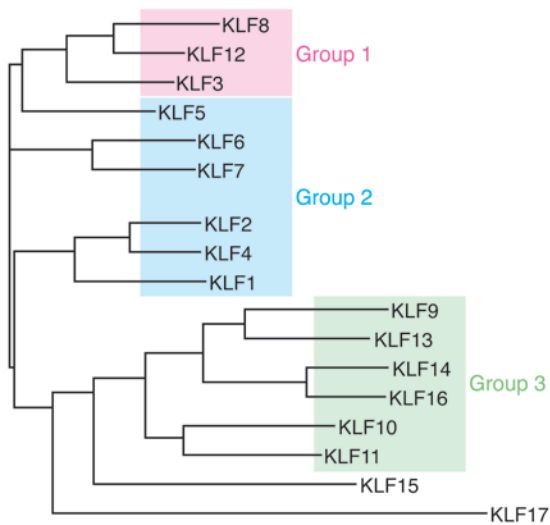 KLF8
KLF12
Group 1
KLF3
KLF5
KLF6
KLF7
Group 2
KLF2
KLF4
KLF1
KLF9
KLF13
KLF14
Group 3
KLF16
KLF10
KLF11
KLF15
KLF17